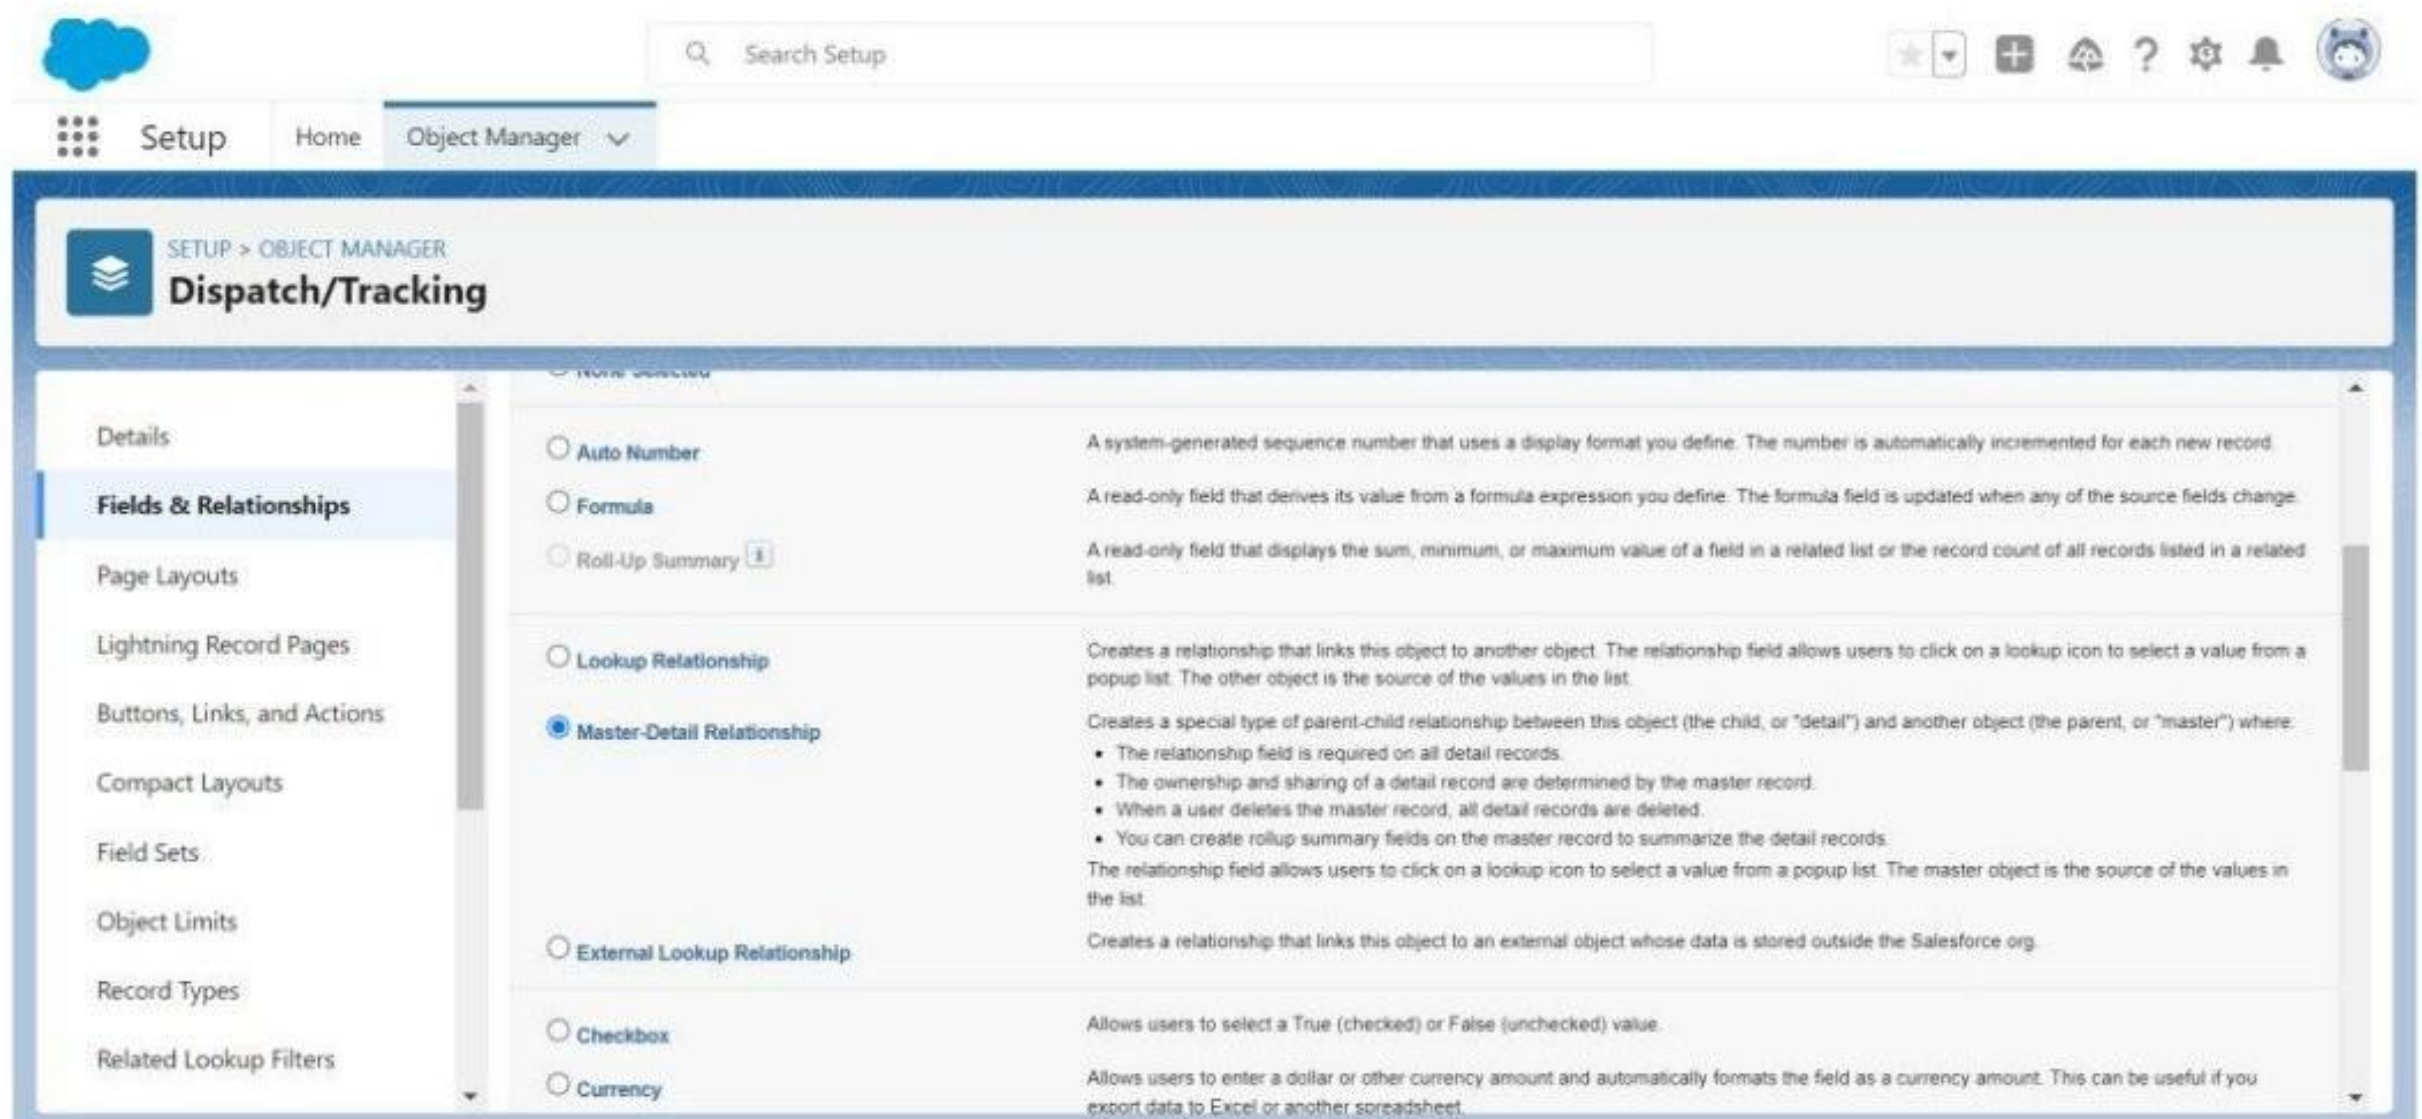 Search Setup
Setup
Home
Object Manager
SETUP > OBJECT MANAGER
Dispatch/Tracking
Details
Fields & Relationships
Page Layouts
Lightning Record Pages
Buttons, Links, and Actions
Compact Layouts
Field Sets
Object Limits
Record Types
Related Lookup Filters
None Selected
Auto Number
A system-generated sequence number that uses a display format you define. The number is automatically incremented for each new record.
Formula
A read-only field that derives its value from a formula expression you define. The formula field is updated when any of the source fields change.
Roll-Up Summary
A read-only field that displays the sum, minimum, or maximum value of a field in a related list or the record count of all records listed in a related
list.
Lookup Relationship
Creates a relationship that links this object to another object. The relationship field allows users to click on a lookup icon to select a value from a
popup list. The other object is the source of the values in the list.
Master-Detail Relationship
Creates a special type of parent-child relationship between this object (the child, or "detail") and another object (the parent, or "master") where:
• The relationship field is required on all detail records.
• The ownership and sharing of a detail record are determined by the master record.
• When a user deletes the master record, all detail records are deleted.
• You can create rollup summary fields on the master record to summarize the detail records.
The relationship field allows users to click on a lookup icon to select a value from a popup list. The master object is the source of the values in
the list.
External Lookup Relationship
Creates a relationship that links this object to an external object whose data is stored outside the Salesforce org.
Checkbox
Allows users to select a True (checked) or False (unchecked) value.
Currency
Allows users to enter a dollar or other currency amount and automatically formats the field as a currency amount. This can be useful if you
export data to Excel or another spreadsheet.